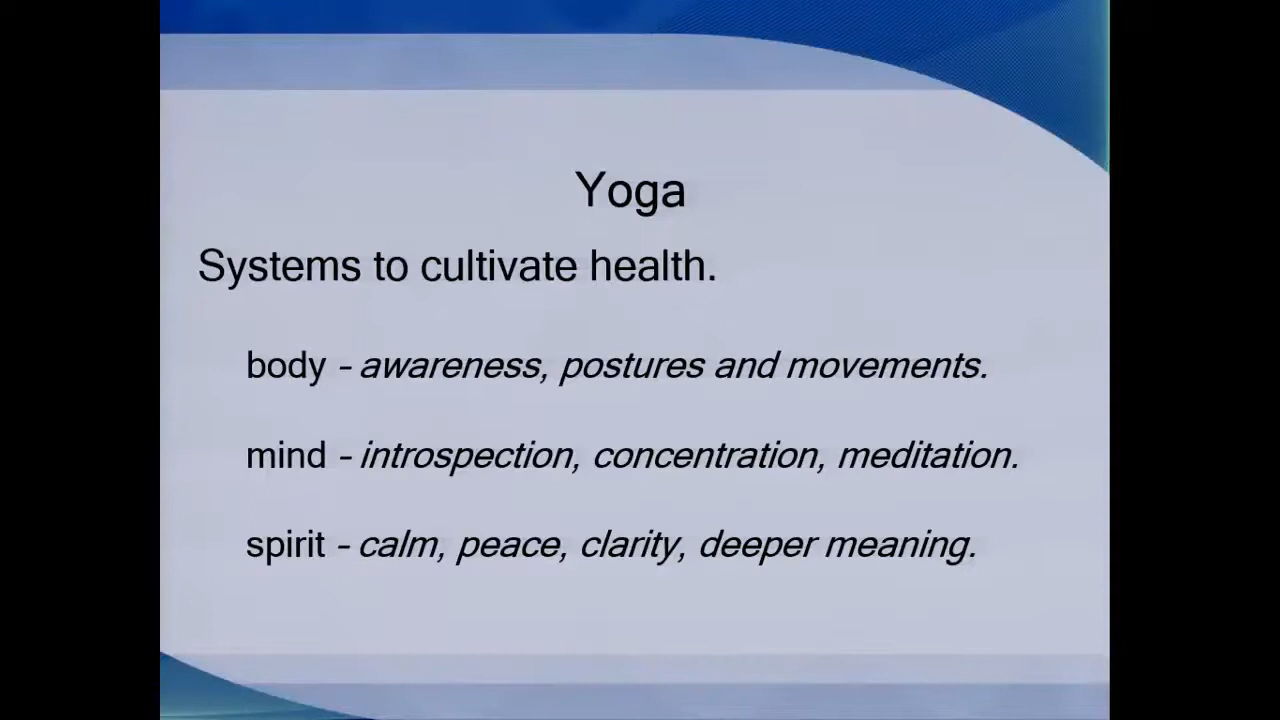 Yoga
Systems to cultivate health.
body - awareness, postures and movements.
mind - introspection, concentration, meditation.
spirit - calm, peace, clarity, deeper meaning.